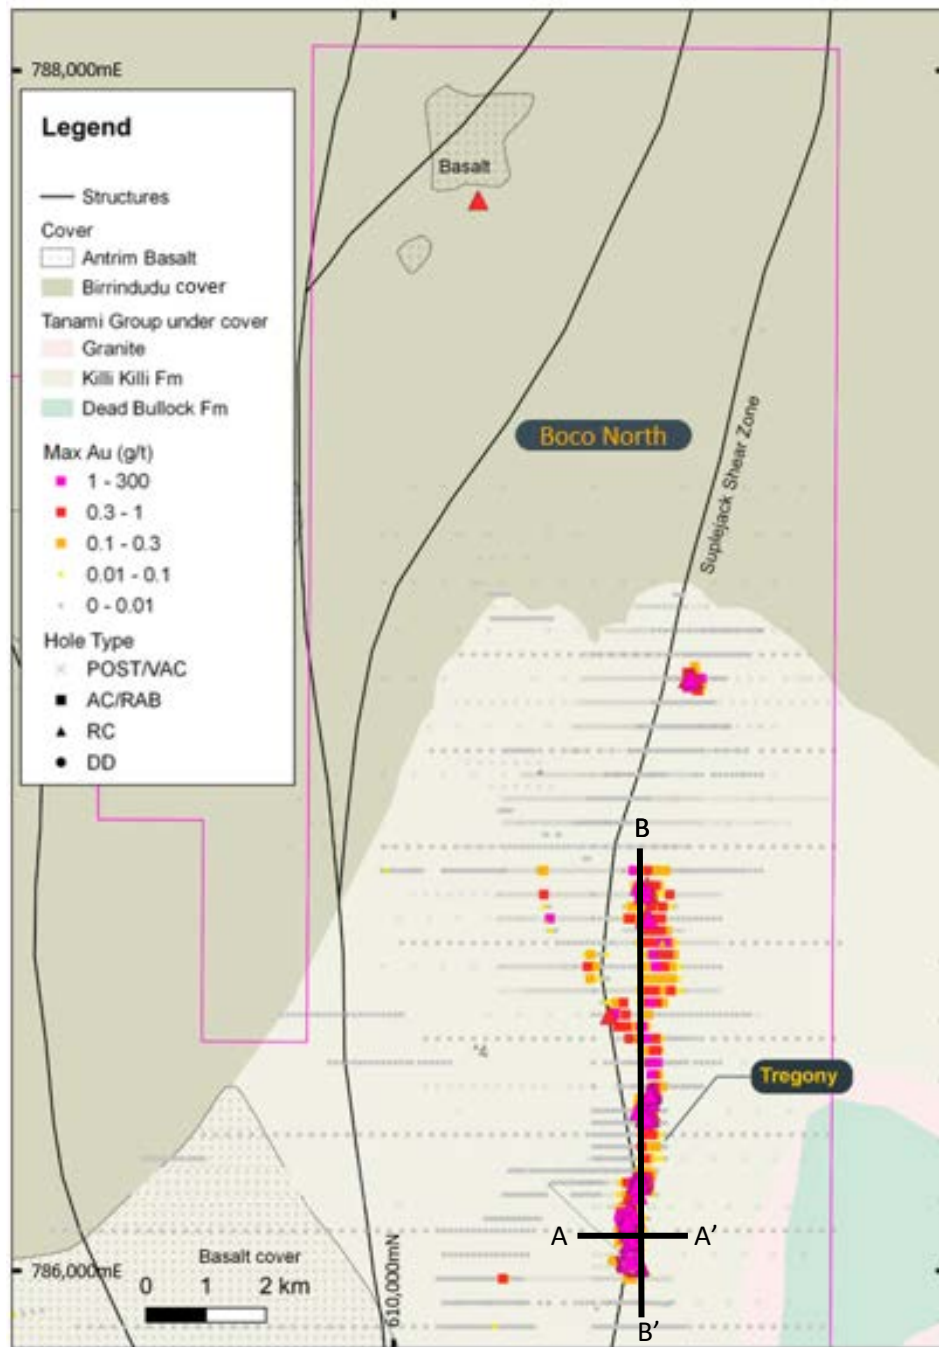 788,000mE
Legend
Structures
Cover
Antrim Basalt
Birrindudu cover
Tanami Group under cover
Granite
Killi Killi Fm
Dead Bullock Fm
Max Au (g/t)
1 - 300
0.3 - 1
0.1 - 0.3
0.01 - 0.1
0 - 0.01
Hole Type
POST/VAC
AC/RAB
RC
DD
Basalt
Boco North
Suplejack Shear Zone
B
Tregony
A
A’
Basalt cover
0 1 2 km
786,000mE
610,000mN
B’